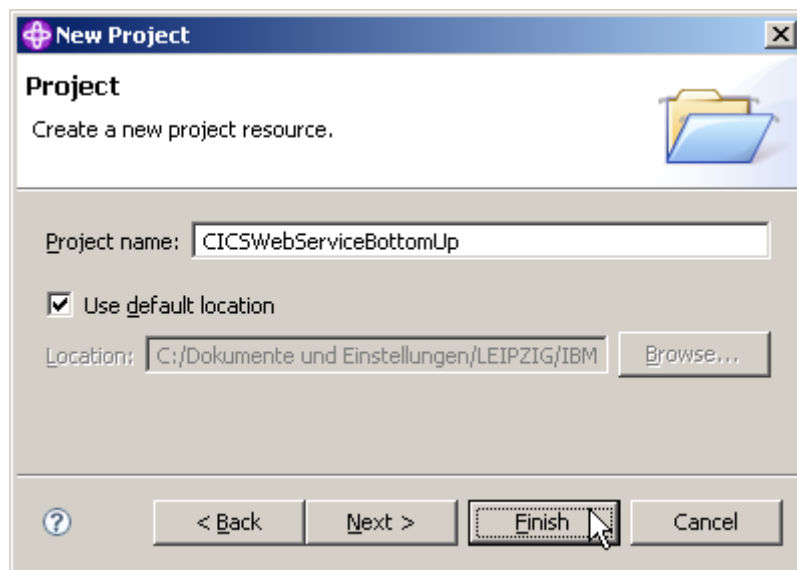 New Project
Project
Create a new project resource.
Project name: CICSWebServiceBottomUp
Use default location
Location: C:/Dokumente und Einstellungen/LEIPZIG/IBM Browse...
? < Back Next > Finish Cancel